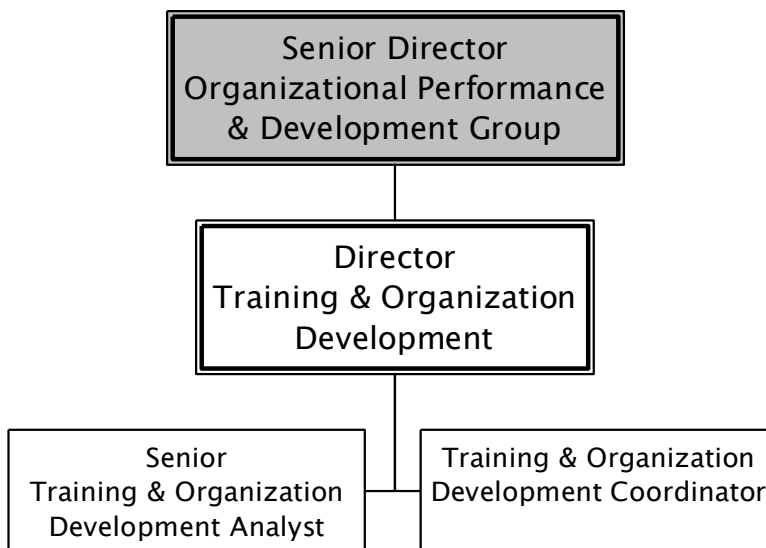 Senior Director
Organizational Performance
& Development Group
Director
Training & Organization
Development
Senior
Training & Organization
Development Analyst
Training & Organization
Development Coordinator